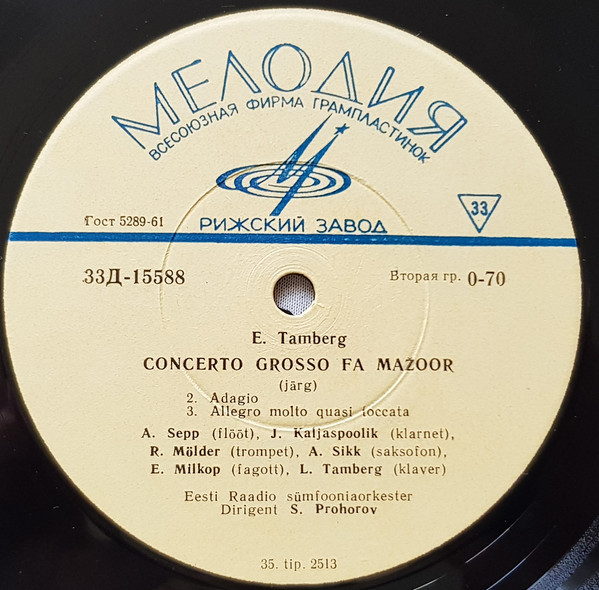 МЕЛОДИЯ
ВСЕСОЮЗНАЯ ФИРМА ГРАМПЛАСТИНОК
Гост 5289-61
РИЖСКИЙ ЗАВОД
33
33Д-15588
Вторая гр. 0-70
E. Tamberg
CONCERTO GROSSO FA MAŽOOR
(järg)
2. Adagio
3. Allegro molto quasi toccata
A. Sepp (flööt), J. Kaljaspoolik (klarnet),
R. Mölder (trompet), A. Sikk (saksofon),
E. Milkop (fagott), L. Tamberg (klaver)
Eesti Raadio sümfooniaorkester
Dirigent S. Prohorov
35. tip. 2513